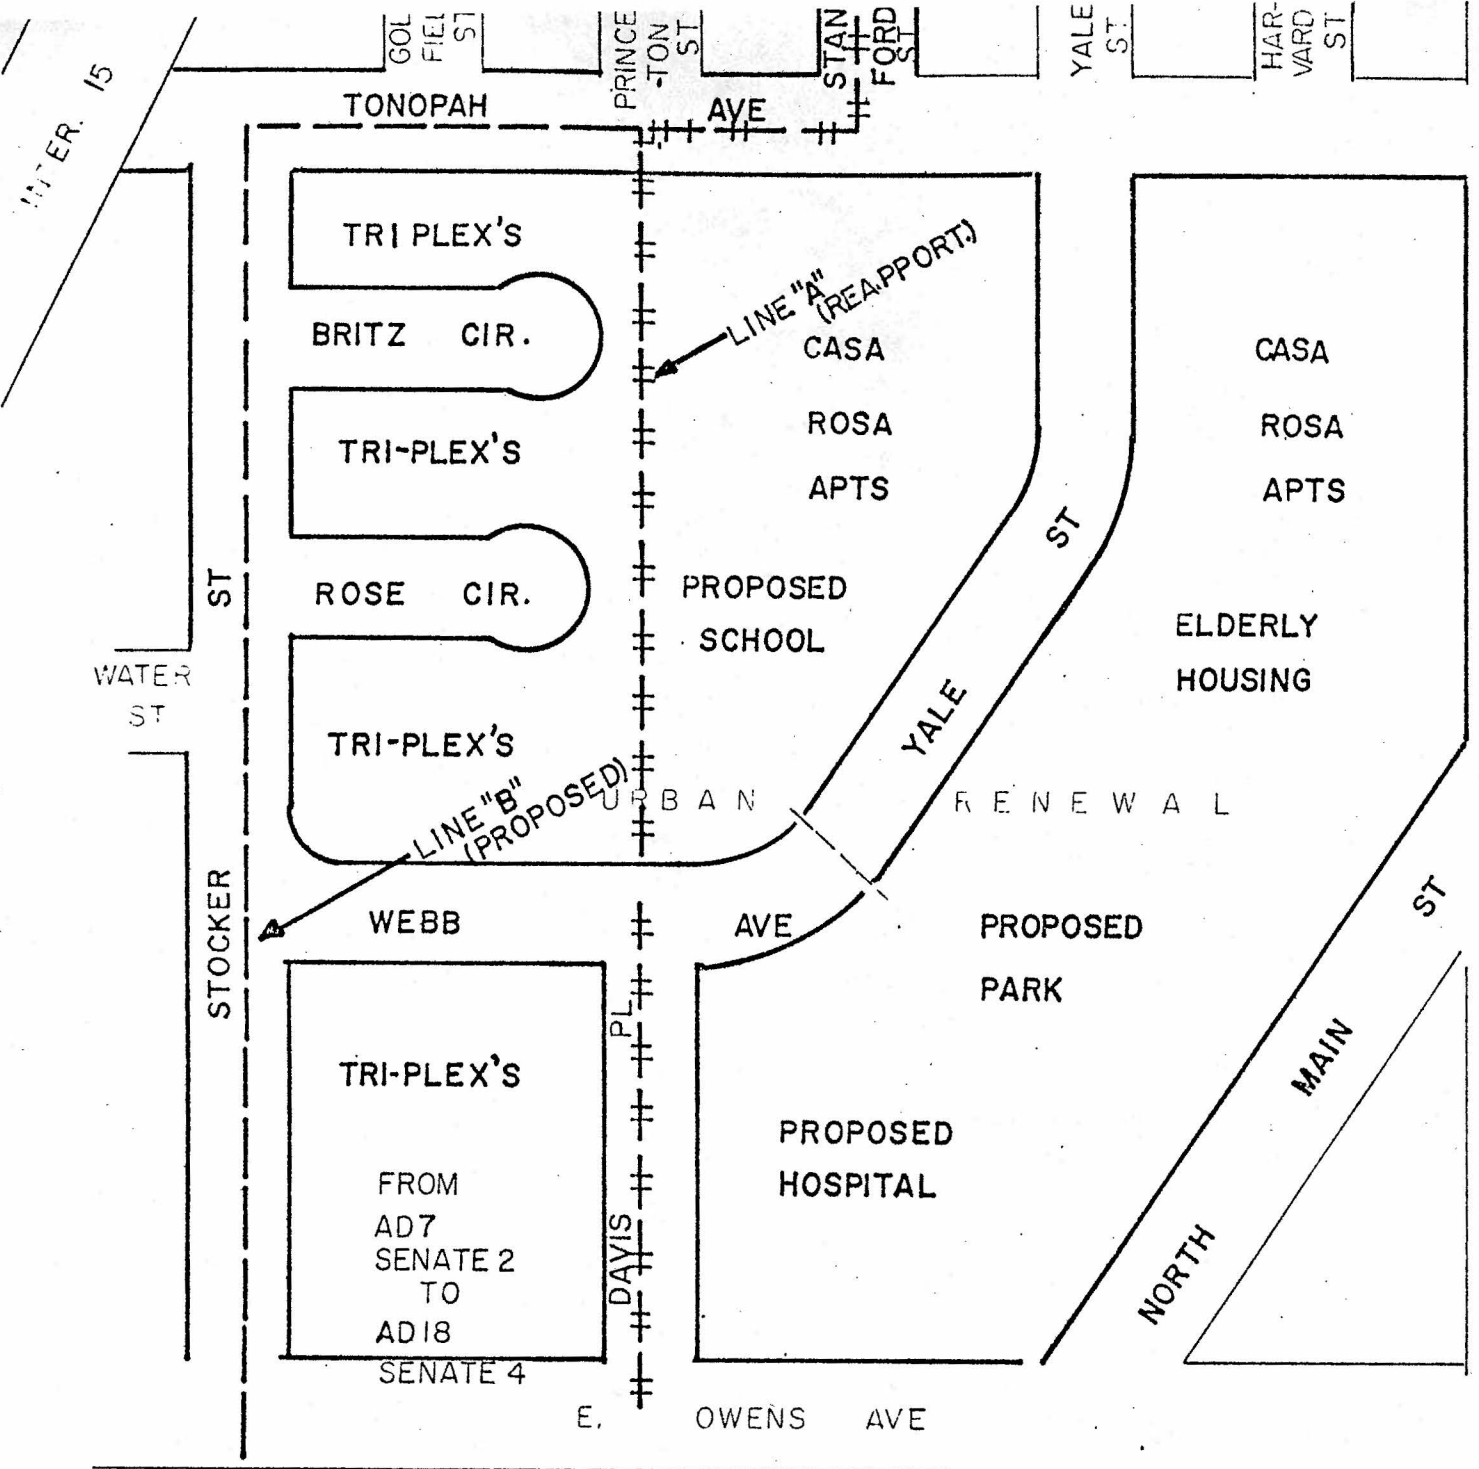 GOL
FIEL
ST
PRINCE
-TON
ST
STAN
FORD
ST
YALE
ST
HAR-
VARD
ST
INTER. 15
TONOPAH AVE
TRI PLEX'S
BRITZ CIR.
LINE "A"
(REAPPORT.)
CASA
ROSA
APTS
CASA
ROSA
APTS
TRI-PLEX'S
ST
ROSE CIR.
PROPOSED
SCHOOL
ST
ELDERLY
HOUSING
WATER
ST
YALE
TRI-PLEX'S
LINE "B"
(PROPOSED)
URBAN RENEWAL
STOCKER
WEBB AVE
PROPOSED
PARK
ST
PL
MAIN
TRI-PLEX'S
PROPOSED
HOSPITAL
FROM
AD7
SENATE 2
TO
AD18
SENATE 4
DAVIS
NORTH
E. OWENS AVE